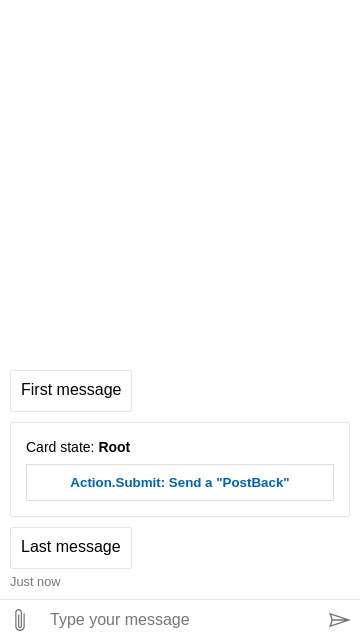 First message
Card state: Root
Action.Submit: Send a "PostBack"
Last message
Just now
Type your message